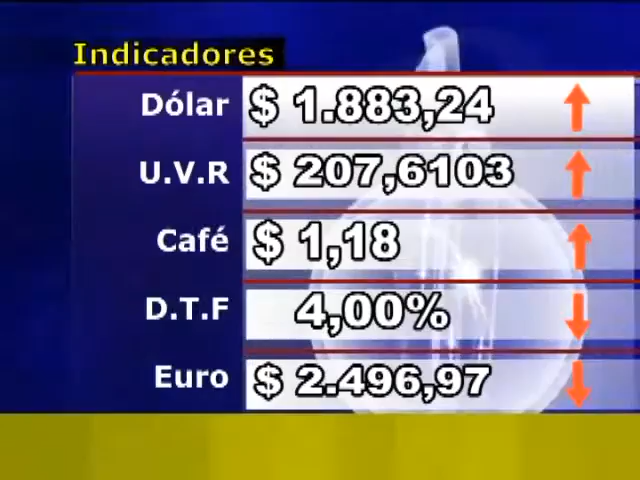 Indicadores
Dólar $ 1.883,24
U.V.R $ 207,6103
Café $ 1,18
D.T.F 4,00%
Euro $ 2.496,97